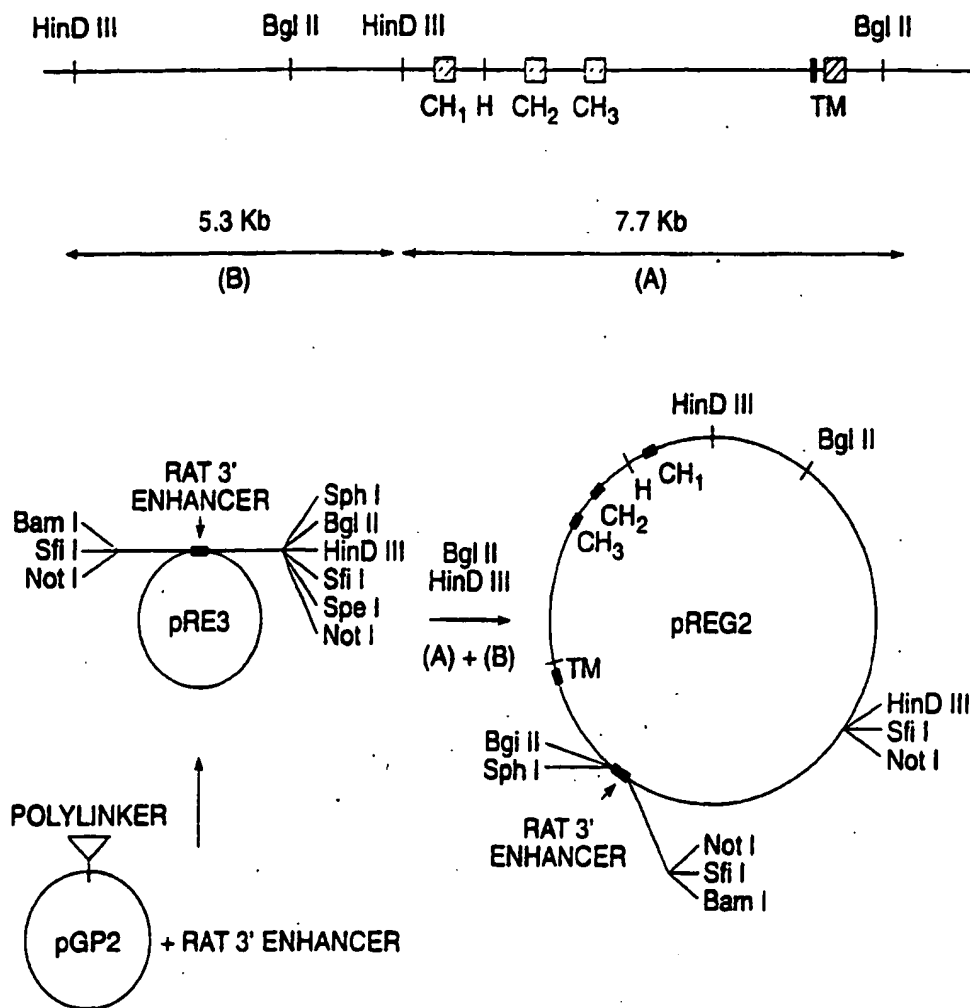 HinD III Bgl II HinD III Bgl II
CH1 H CH2 CH3 TM
5.3 Kb 7.7 Kb
(B) (A)
RAT 3'
ENHANCER
Bam I
Sfi I
Not I
Sph I
Bgl II
HinD III
Sfi I
Spe I
Not I
pRE3
Bgl II
HinD III
(A) + (B)
HinD III
Bgl II
CH1
H
CH2
CH3
pREG2
TM
Bgl II
Sph I
HinD III
Sfi I
Not I
RAT 3'
ENHANCER
Not I
Sfi I
Bam I
POLYLINKER
pGP2
+ RAT 3' ENHANCER